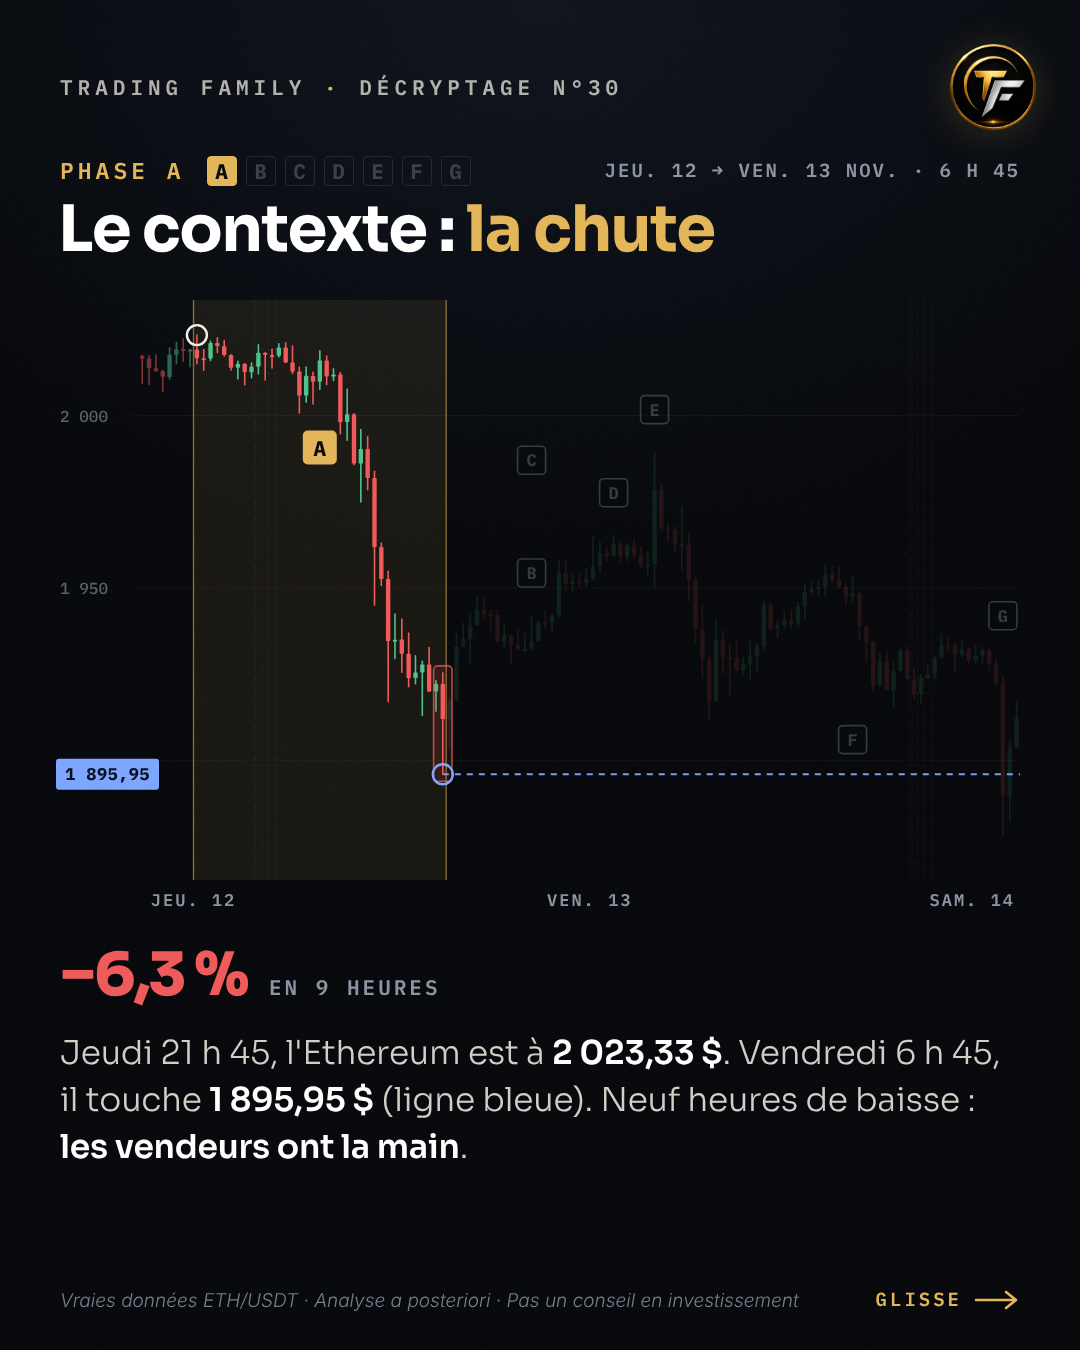 TRADING FAMILY · DÉCRYPTAGE N°30
TF
PHASE A A B C D E F G
JEU. 12 → VEN. 13 NOV. · 6 H 45
Le contexte : la chute
2 000
1 950
1 895,95
A
B
C
D
E
F
G
JEU. 12
VEN. 13
SAM. 14
−6,3 % EN 9 HEURES
Jeudi 21 h 45, l'Ethereum est à 2 023,33 $. Vendredi 6 h 45,
il touche 1 895,95 $ (ligne bleue). Neuf heures de baisse :
les vendeurs ont la main.
Vraies données ETH/USDT · Analyse a posteriori · Pas un conseil en investissement
GLISSE →